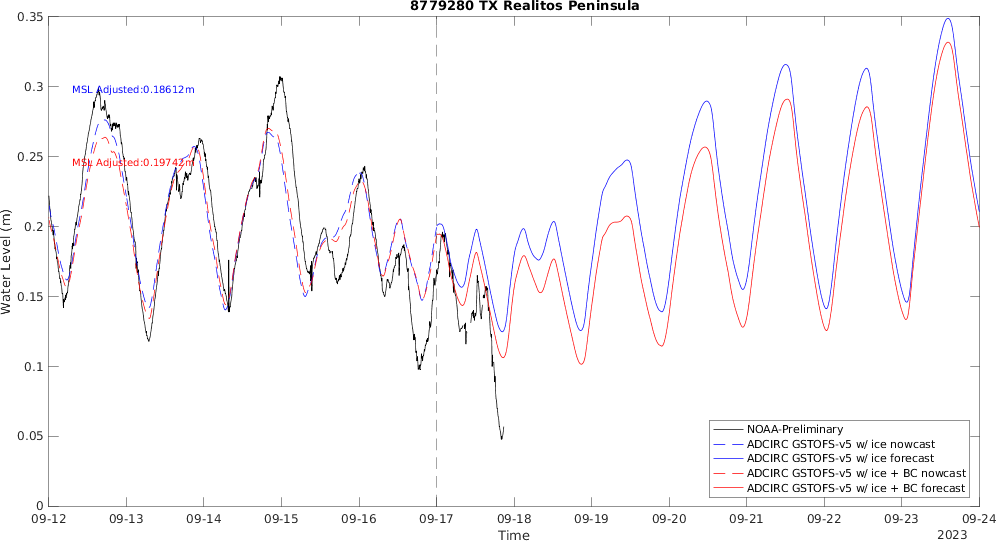 8779280 TX Realitos Peninsula
0.35
0.3
0.25
0.2
0.15
0.1
0.05
0
Water Level (m)
MSL Adjusted:0.18612m
MSL Adjusted:0.19742m
NOAA-Preliminary
ADCIRC GSTOFS-v5 w/ ice nowcast
ADCIRC GSTOFS-v5 w/ ice forecast
ADCIRC GSTOFS-v5 w/ ice + BC nowcast
ADCIRC GSTOFS-v5 w/ ice + BC forecast
09-12 09-13 09-14 09-15 09-16 09-17 09-18 09-19 09-20 09-21 09-22 09-23 09-24
Time
2023